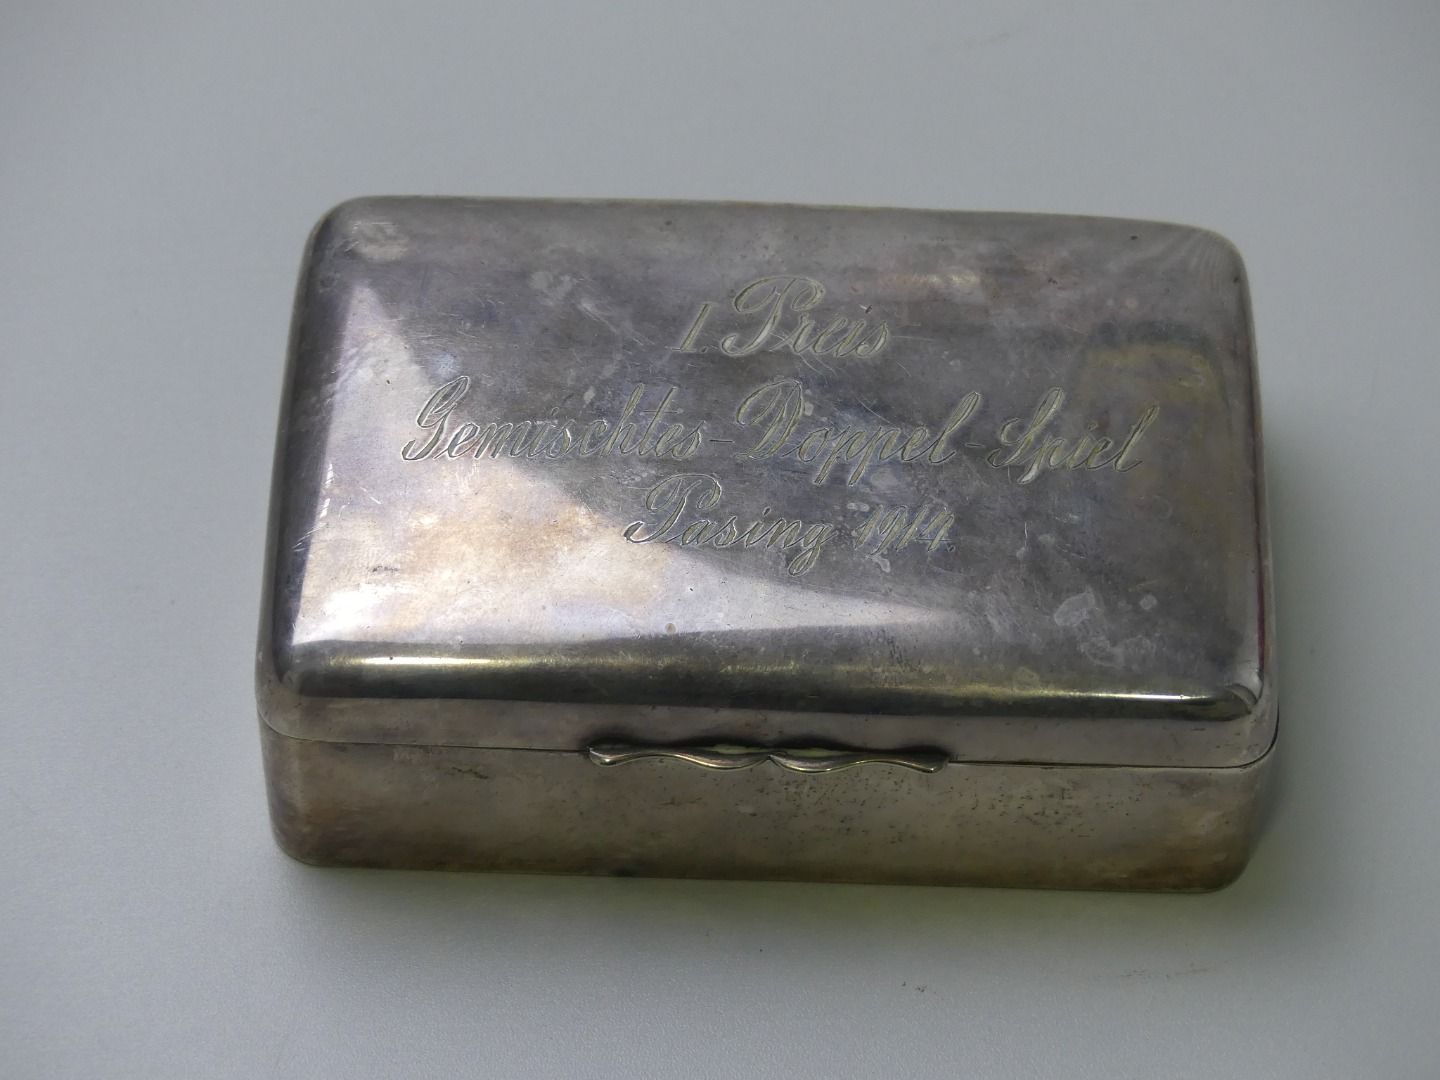 1. Preis
Gemischtes-Doppel-Spiel
Pasing 1914.